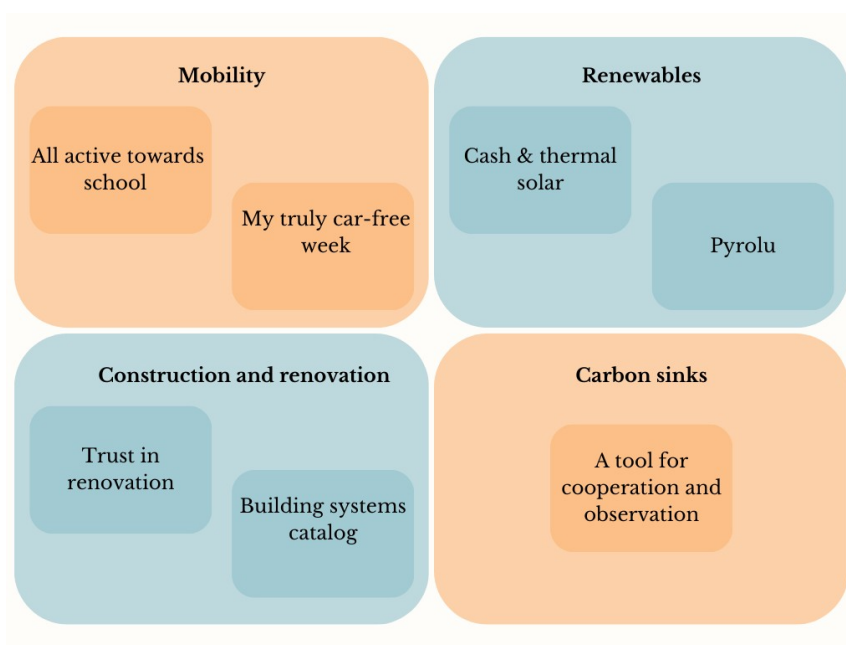 Mobility
All active towards
school
My truly car-free
week
Renewables
Cash & thermal
solar
Pyrolu
Construction and renovation
Trust in
renovation
Building systems
catalog
Carbon sinks
A tool for
cooperation and
observation